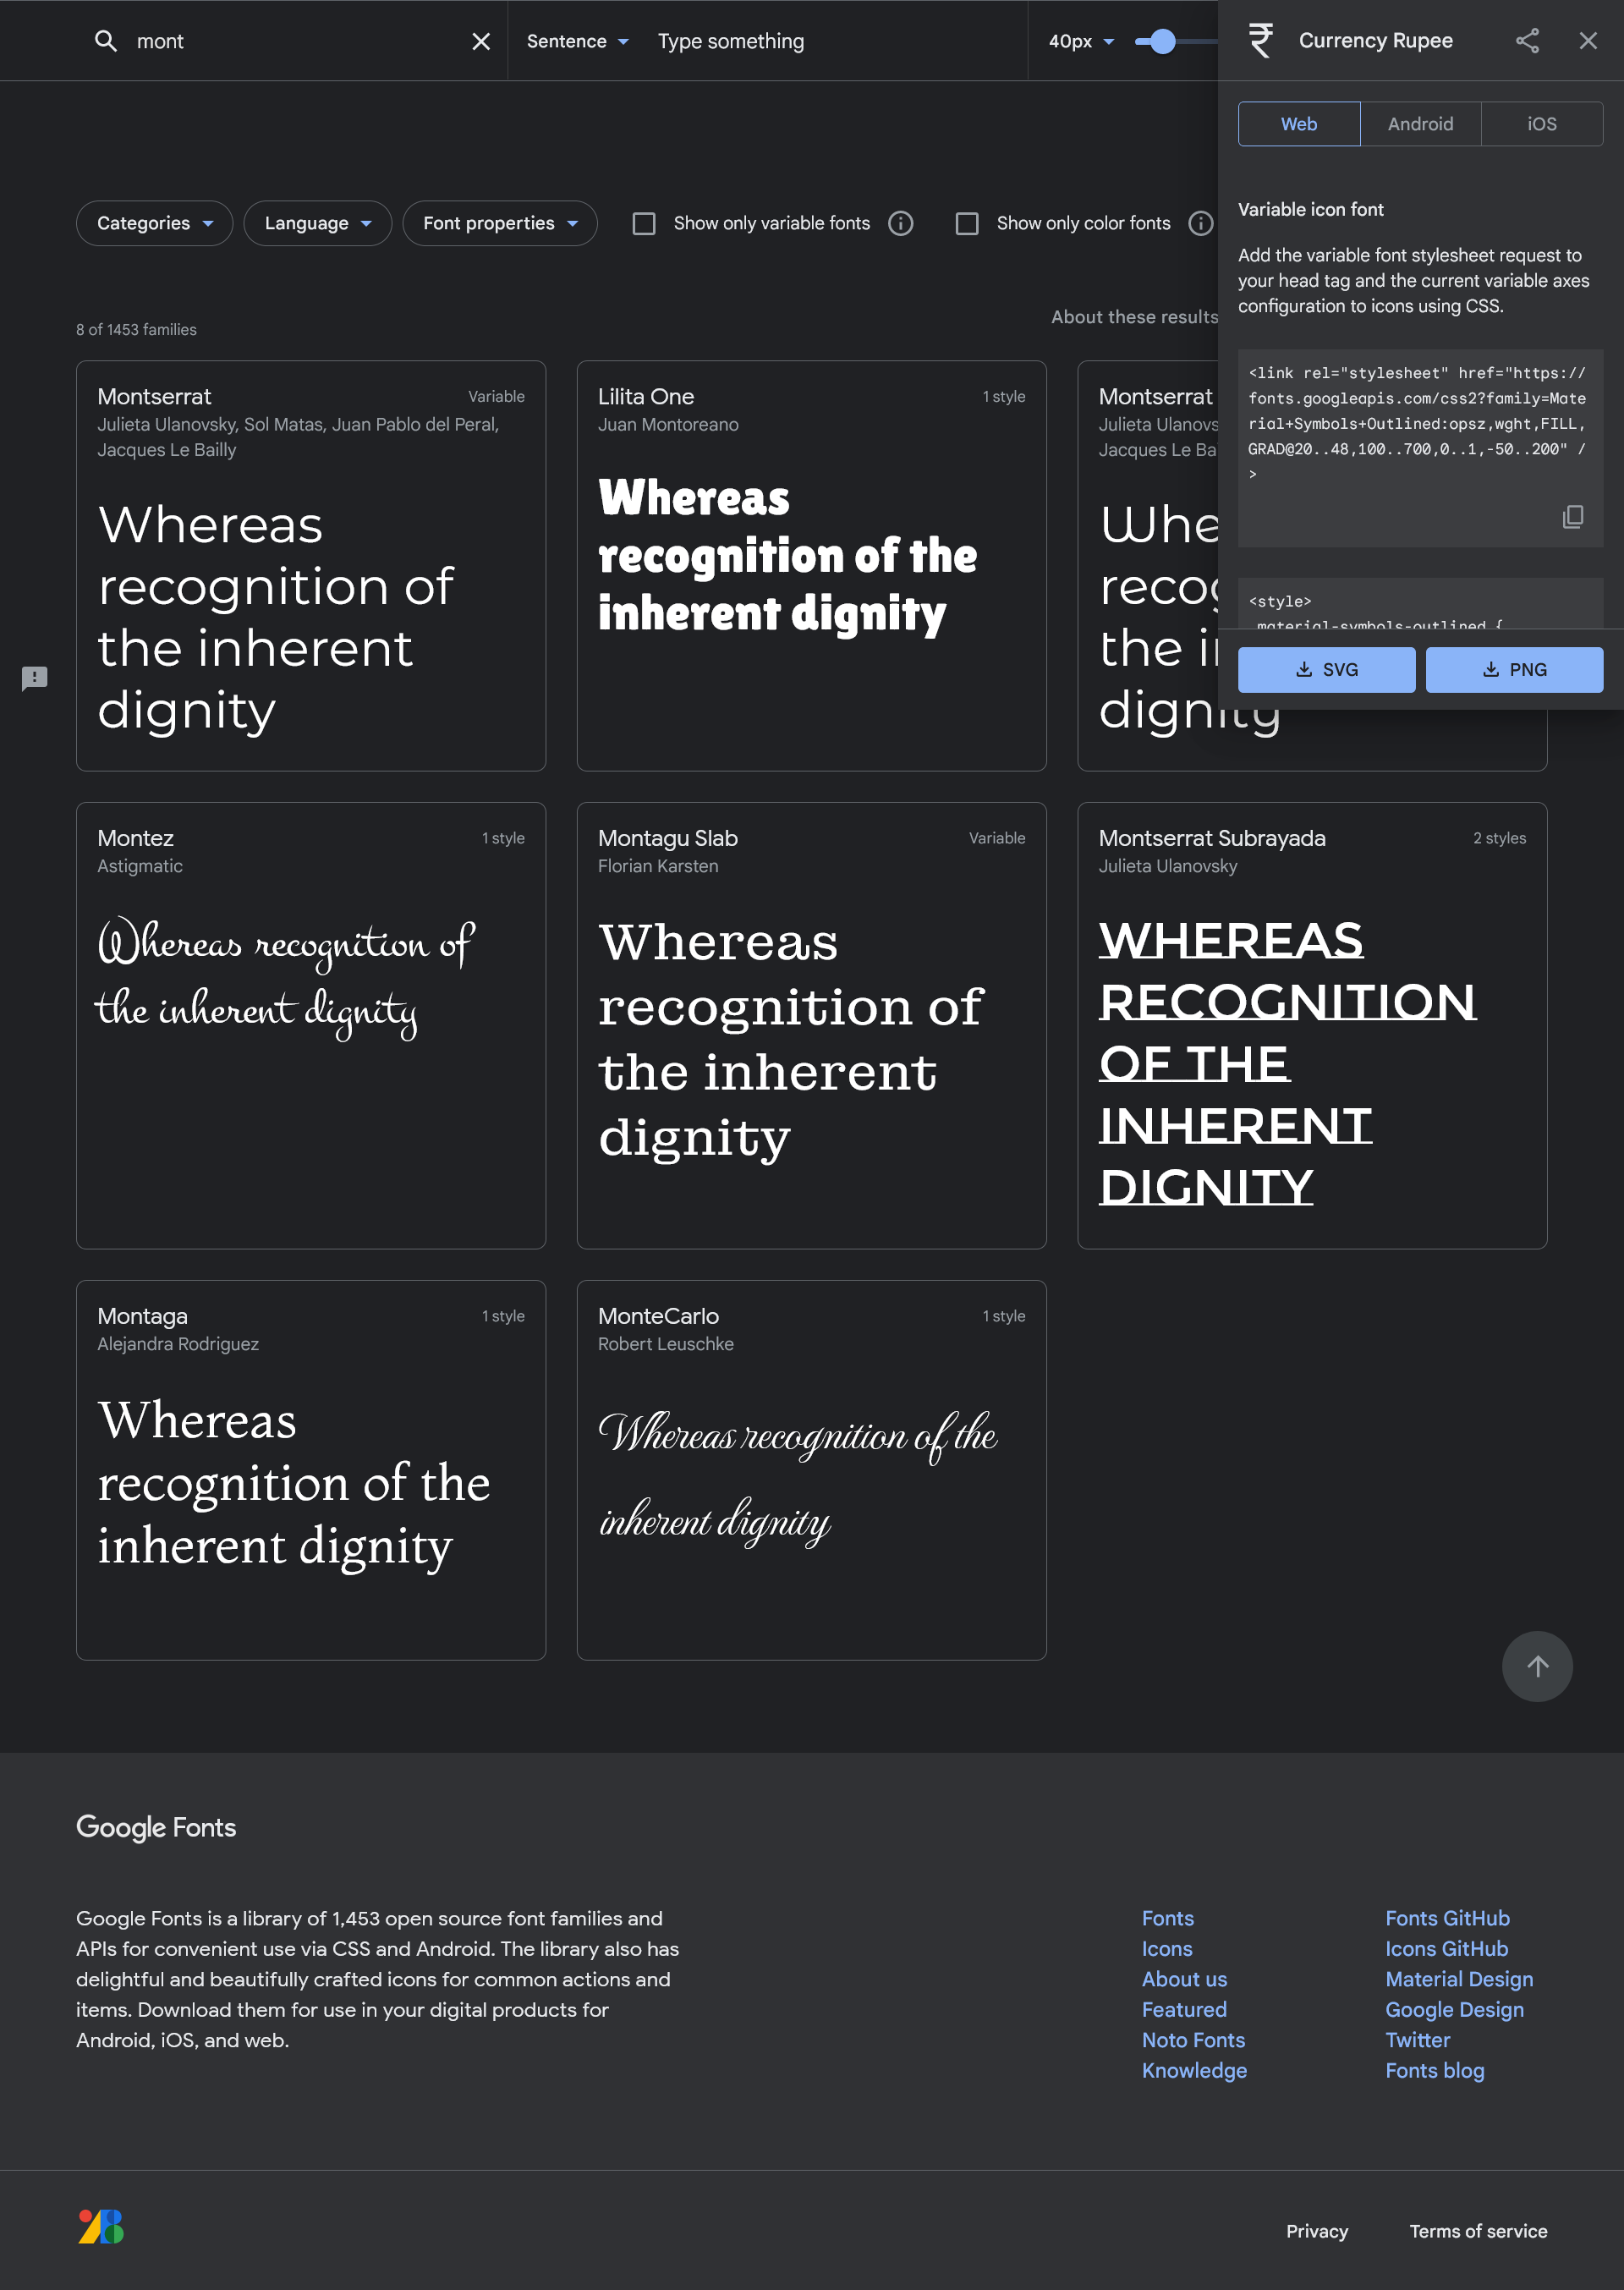 mont
Sentence
Type something
40px
Currency Rupee
Web
Android
iOS
Variable icon font
Add the variable font stylesheet request to
your head tag and the current variable axes
configuration to icons using CSS.
<link rel="stylesheet" href="https://
fonts.googleapis.com/css2?family=Mate
rial+Symbols+Outlined:opsz,wght,FILL,
GRAD@20..48,100..700,0..1,-50..200" /
>
<style>
.material-symbols-outlined {
SVG
PNG
Categories
Language
Font properties
Show only variable fonts
Show only color fonts
8 of 1453 families
About these results
Montserrat
Variable
Julieta Ulanovsky, Sol Matas, Juan Pablo del Peral,
Jacques Le Bailly
Whereas
recognition of
the inherent
dignity
Lilita One
1 style
Juan Montoreano
Whereas
recognition of the
inherent dignity
Montserrat
Julieta Ulanovs
Jacques Le Ba
Whe
recog
the i
dignity
Montez
1 style
Astigmatic
Whereas recognition of
the inherent dignity
Montagu Slab
Variable
Florian Karsten
Whereas
recognition of
the inherent
dignity
Montserrat Subrayada
2 styles
Julieta Ulanovsky
WHEREAS
RECOGNITION
OF THE
INHERENT
DIGNITY
Montaga
1 style
Alejandra Rodriguez
Whereas
recognition of the
inherent dignity
MonteCarlo
1 style
Robert Leuschke
Whereas recognition of the
inherent dignity
Google Fonts
Google Fonts is a library of 1,453 open source font families and
APIs for convenient use via CSS and Android. The library also has
delightful and beautifully crafted icons for common actions and
items. Download them for use in your digital products for
Android, iOS, and web.
Fonts
Icons
About us
Featured
Noto Fonts
Knowledge
Fonts GitHub
Icons GitHub
Material Design
Google Design
Twitter
Fonts blog
Privacy
Terms of service